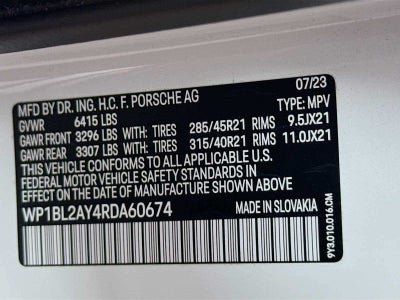 MFD BY DR. ING. H.C. F. PORSCHE AG 07/23
GVWR 6415 LBS TYPE: MPV
GAWR FRONT 3296 LBS WITH TIRES 285/45R21 RIMS 9.5JX21
GAWR REAR 3307 LBS WITH TIRES 315/40R21 RIMS 11.0JX21
THIS VEHICLE CONFORMS TO ALL APPLICABLE U.S.
FEDERAL MOTOR VEHICLE SAFETY STANDARDS IN
EFFECT ON THE DATE OF MANUFACTURE SHOWN ABOVE.
WP1BL2AY4RDA60674 MADE IN SLOVAKIA
9Y3.010.016.CM